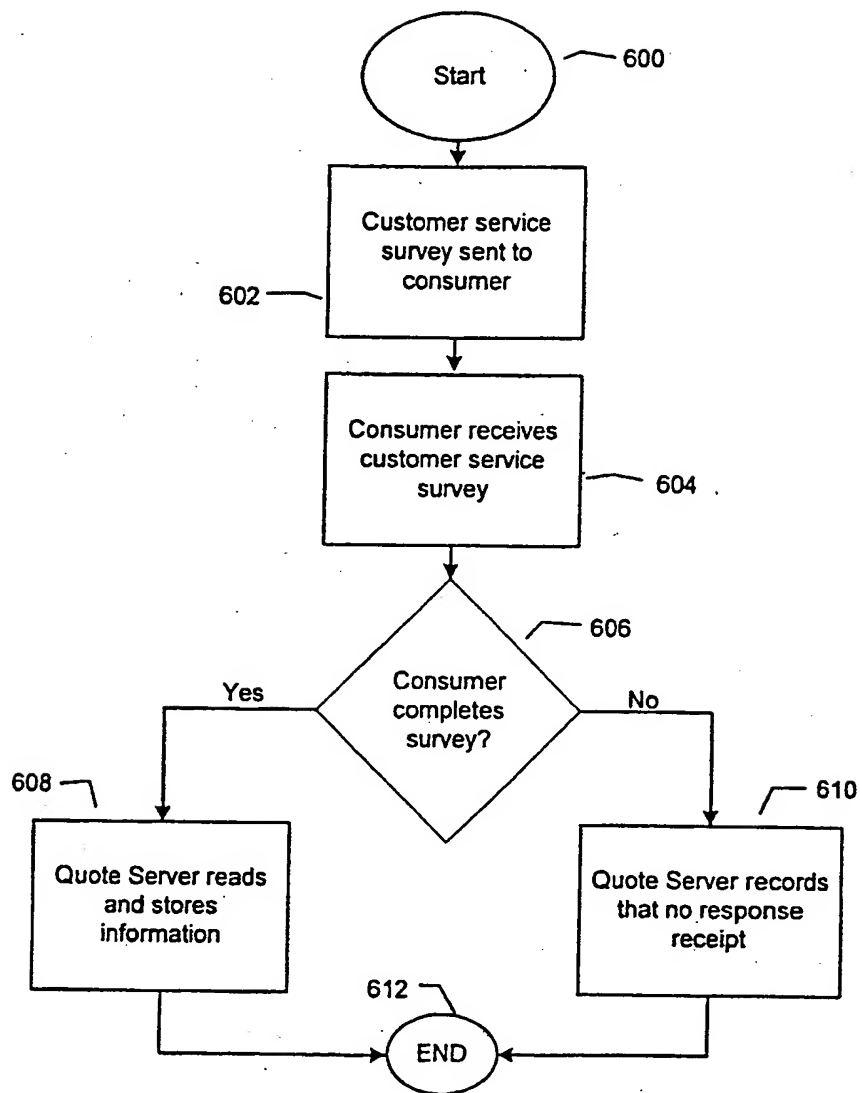 Start
600
Customer service
survey sent to
consumer
602
Consumer receives
customer service
survey
604
606
Consumer
completes
survey?
Yes
No
608
610
Quote Server reads
and stores
information
Quote Server records
that no response
receipt
612
END